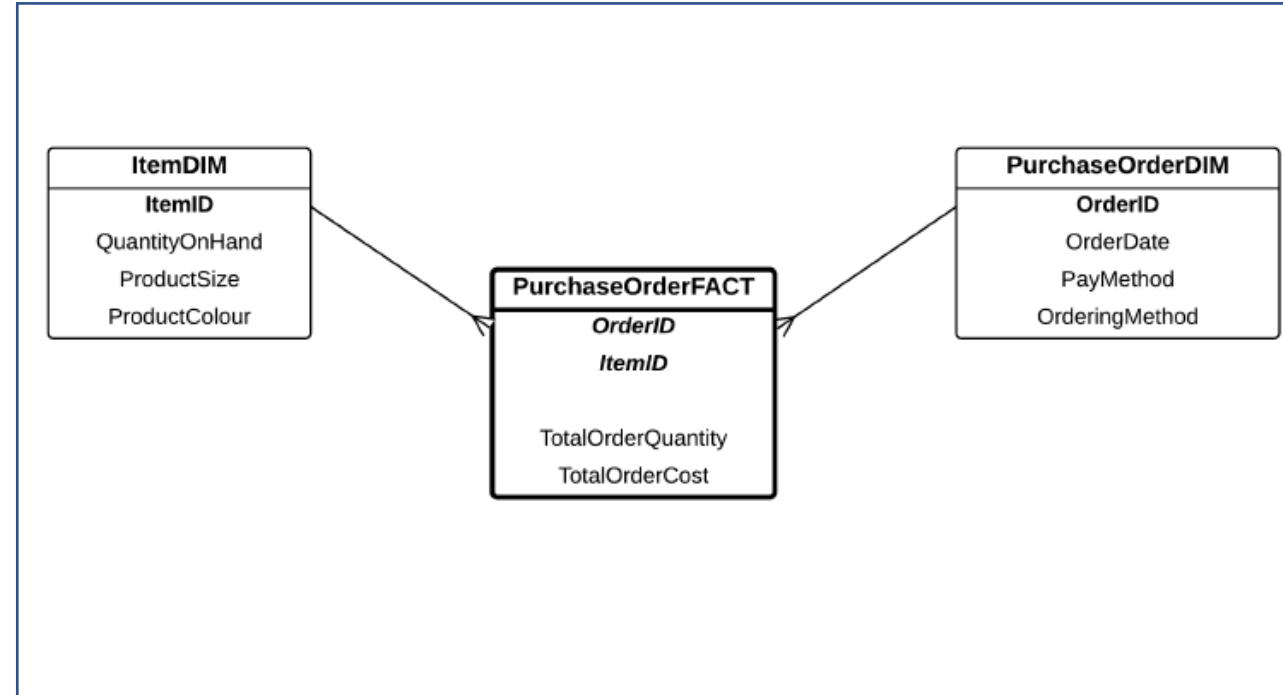 ItemDIM
ItemID
QuantityOnHand
ProductSize
ProductColour
PurchaseOrderFACT
OrderID
ItemID
TotalOrderQuantity
TotalOrderCost
PurchaseOrderDIM
OrderID
OrderDate
PayMethod
OrderingMethod